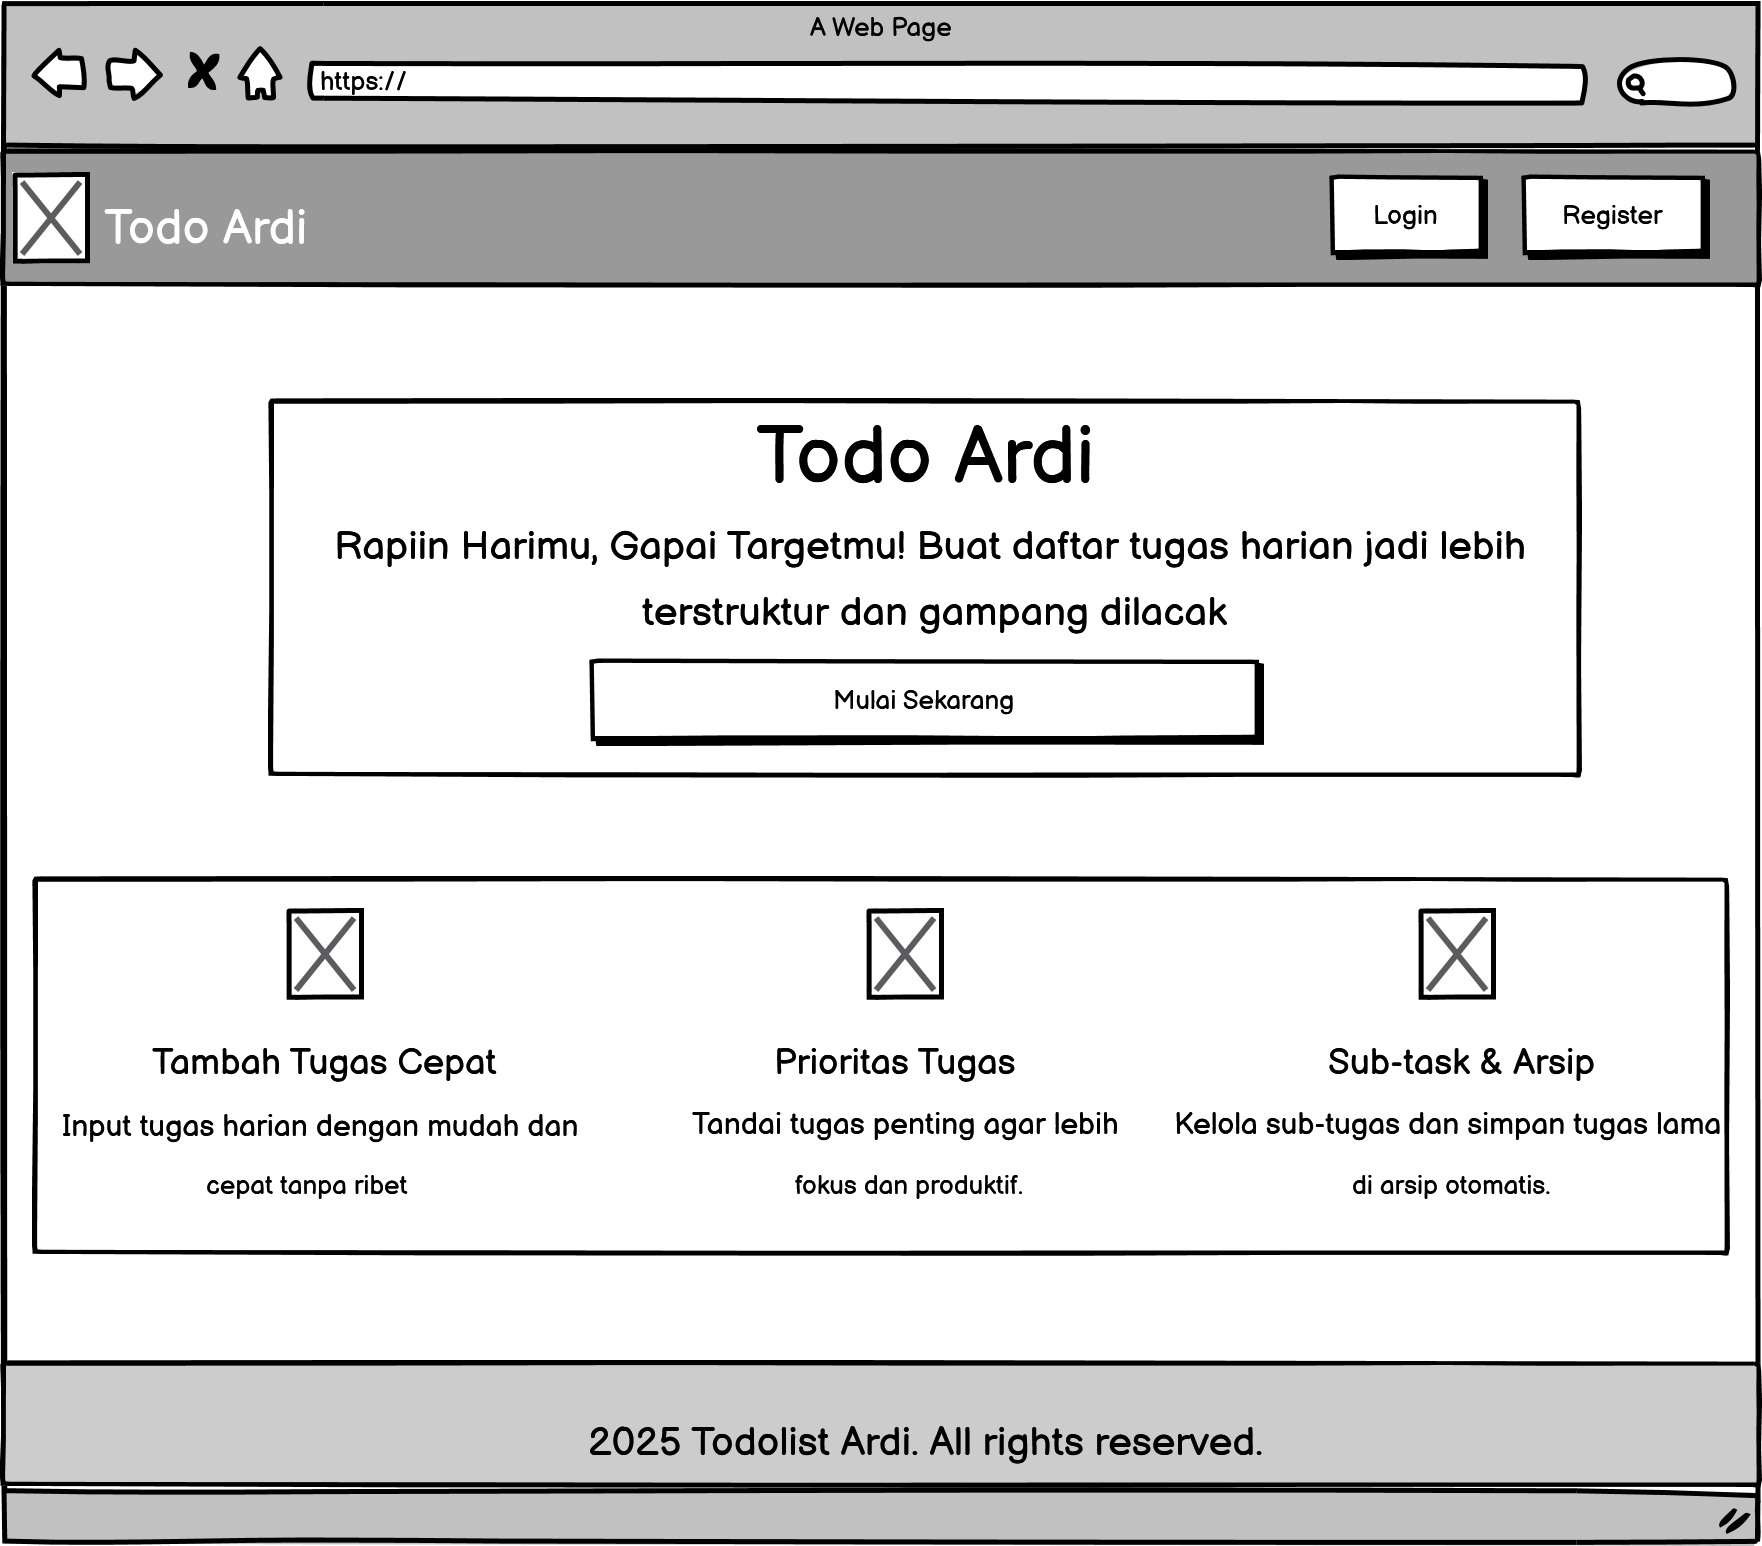 A Web Page
https://
Todo Ardi
Login
Register
Todo Ardi
Rapiin Harimu, Gapai Targetmu! Buat daftar tugas harian jadi lebih
terstruktur dan gampang dilacak
Mulai Sekarang
Tambah Tugas Cepat
Input tugas harian dengan mudah dan
cepat tanpa ribet
Prioritas Tugas
Tandai tugas penting agar lebih
fokus dan produktif.
Sub-task & Arsip
Kelola sub-tugas dan simpan tugas lama
di arsip otomatis.
2025 Todolist Ardi. All rights reserved.